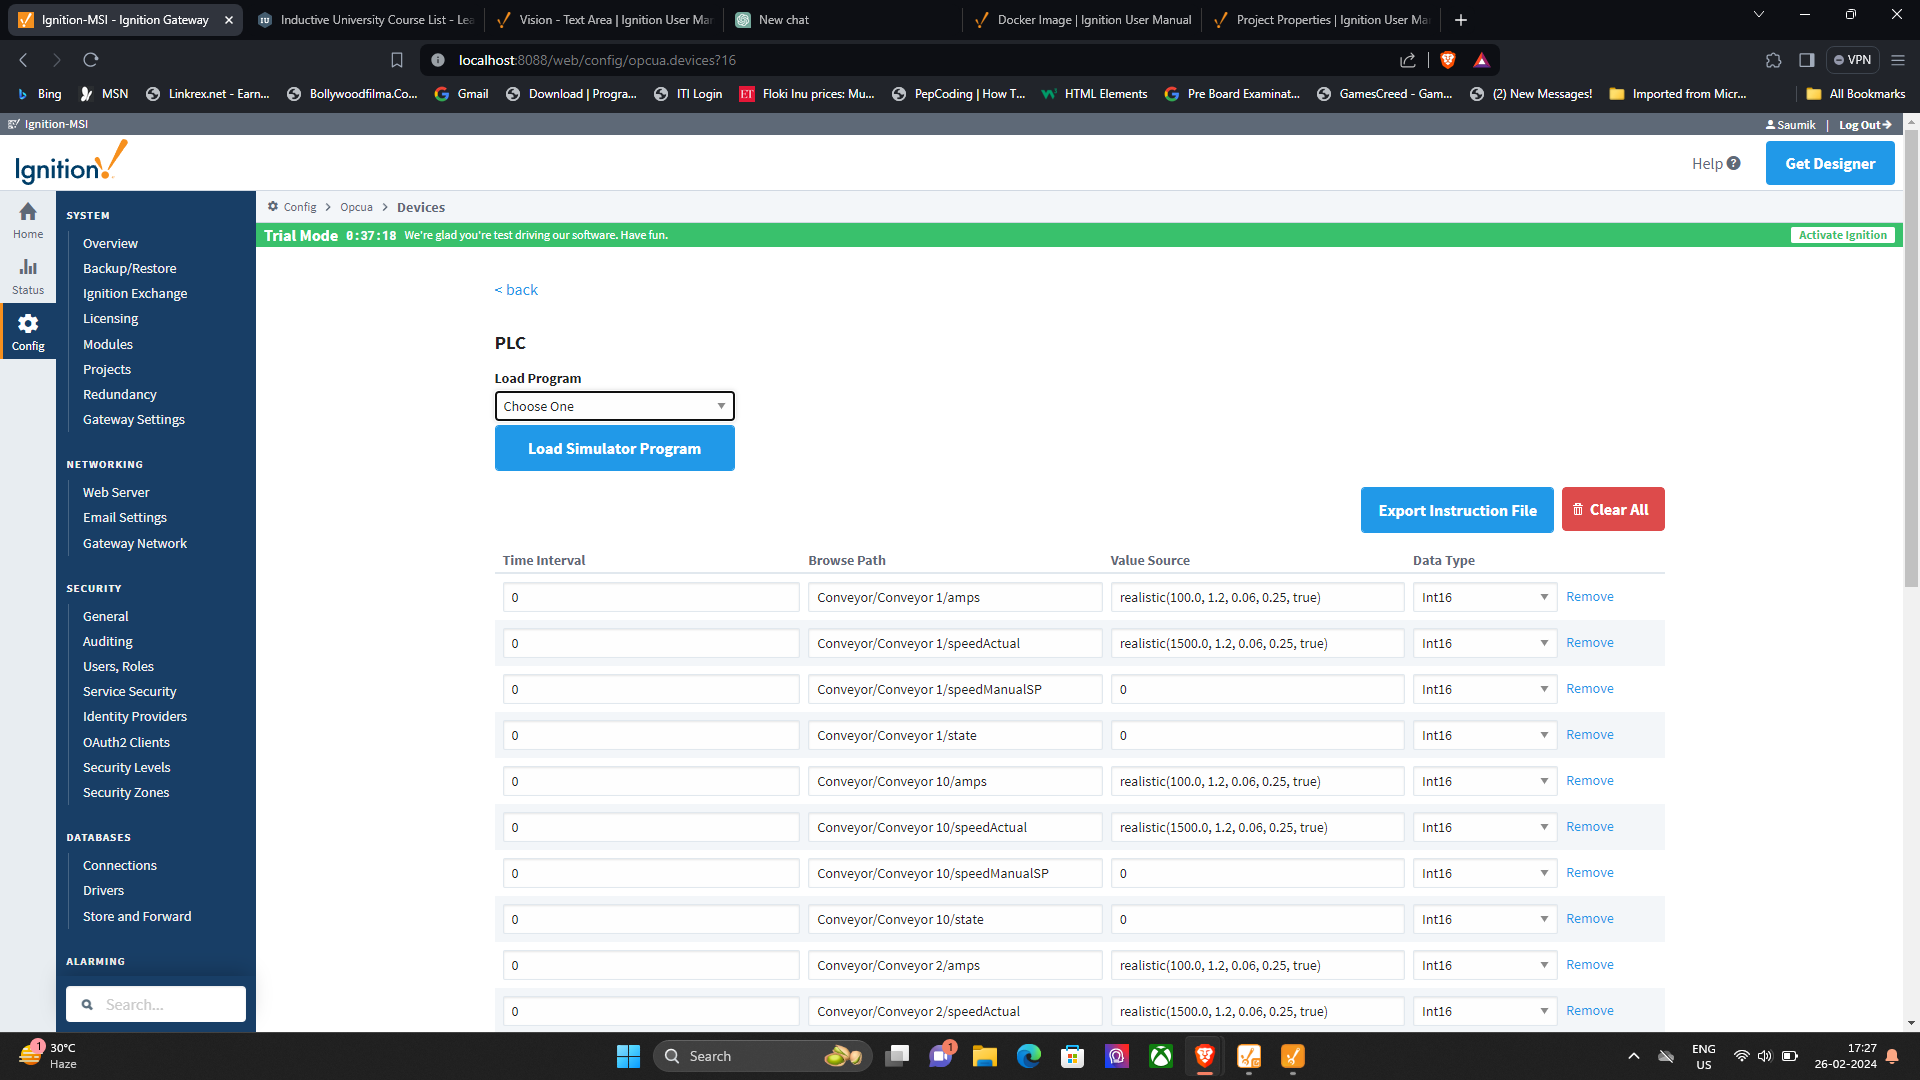 Ignition-MSI - Ignition Gateway
Inductive University Course List - Lea
Vision - Text Area | Ignition User Mar
New chat
Docker Image | Ignition User Manual
Project Properties | Ignition User Ma
localhost:8088/web/config/opcua.devices?16
VPN
Bing
MSN
Linkrex.net - Earn...
Bollywoodfilma.Co...
Gmail
Download | Progra...
ITI Login
ET
Floki Inu prices: Mu...
PepCoding | How T...
HTML Elements
Pre Board Examinat...
GamesCreed - Gam...
(2) New Messages!
Imported from Micr...
All Bookmarks
Ignition-MSI
Saumik | Log Out
Ignition!
Help
Get Designer
Home
Status
Config
SYSTEM
Overview
Backup/Restore
Ignition Exchange
Licensing
Modules
Projects
Redundancy
Gateway Settings
NETWORKING
Web Server
Email Settings
Gateway Network
SECURITY
General
Auditing
Users, Roles
Service Security
Identity Providers
OAuth2 Clients
Security Levels
Security Zones
DATABASES
Connections
Drivers
Store and Forward
ALARMING
Search...
Config > Opcua > Devices
Trial Mode 0:37:18 We're glad you're test driving our software. Have fun.
Activate Ignition
< back
PLC
Load Program
Choose One
Load Simulator Program
Export Instruction File
Clear All
Time Interval Browse Path Value Source Data Type
0 Conveyor/Conveyor 1/amps realistic(100.0, 1.2, 0.06, 0.25, true) Int16 Remove
0 Conveyor/Conveyor 1/speedActual realistic(1500.0, 1.2, 0.06, 0.25, true) Int16 Remove
0 Conveyor/Conveyor 1/speedManualSP 0 Int16 Remove
0 Conveyor/Conveyor 1/state 0 Int16 Remove
0 Conveyor/Conveyor 10/amps realistic(100.0, 1.2, 0.06, 0.25, true) Int16 Remove
0 Conveyor/Conveyor 10/speedActual realistic(1500.0, 1.2, 0.06, 0.25, true) Int16 Remove
0 Conveyor/Conveyor 10/speedManualSP 0 Int16 Remove
0 Conveyor/Conveyor 10/state 0 Int16 Remove
0 Conveyor/Conveyor 2/amps realistic(100.0, 1.2, 0.06, 0.25, true) Int16 Remove
0 Conveyor/Conveyor 2/speedActual realistic(1500.0, 1.2, 0.06, 0.25, true) Int16 Remove
1
30°C
Haze
Search
1
ENG
US
17:27
26-02-2024